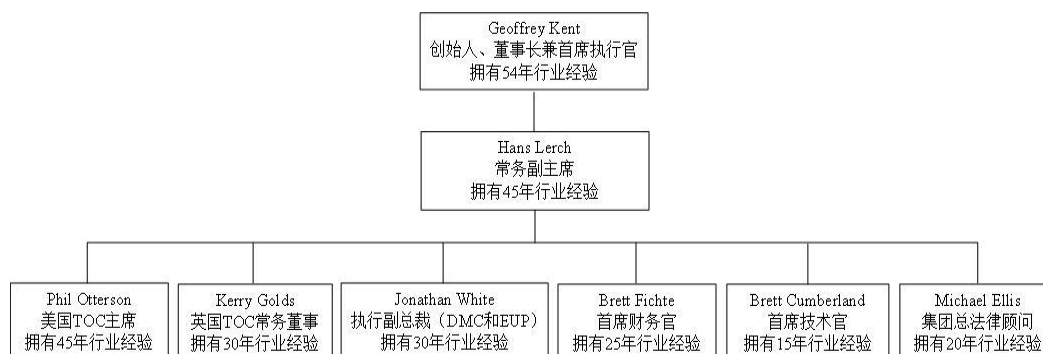 Geoffrey Kent
创始人、董事长兼首席执行官
拥有54年行业经验
Hans Lerch
常务副主席
拥有45年行业经验
Phil Otterson
美国TOC主席
拥有45年行业经验
Kerry Golds
英国TOC常务董事
拥有30年行业经验
Jonathan White
执行副总裁（DMC和EUP）
拥有30年行业经验
Brett Fichte
首席财务官
拥有25年行业经验
Brett Cumberland
首席技术官
拥有15年行业经验
Michael Ellis
集团总法律顾问
拥有20年行业经验